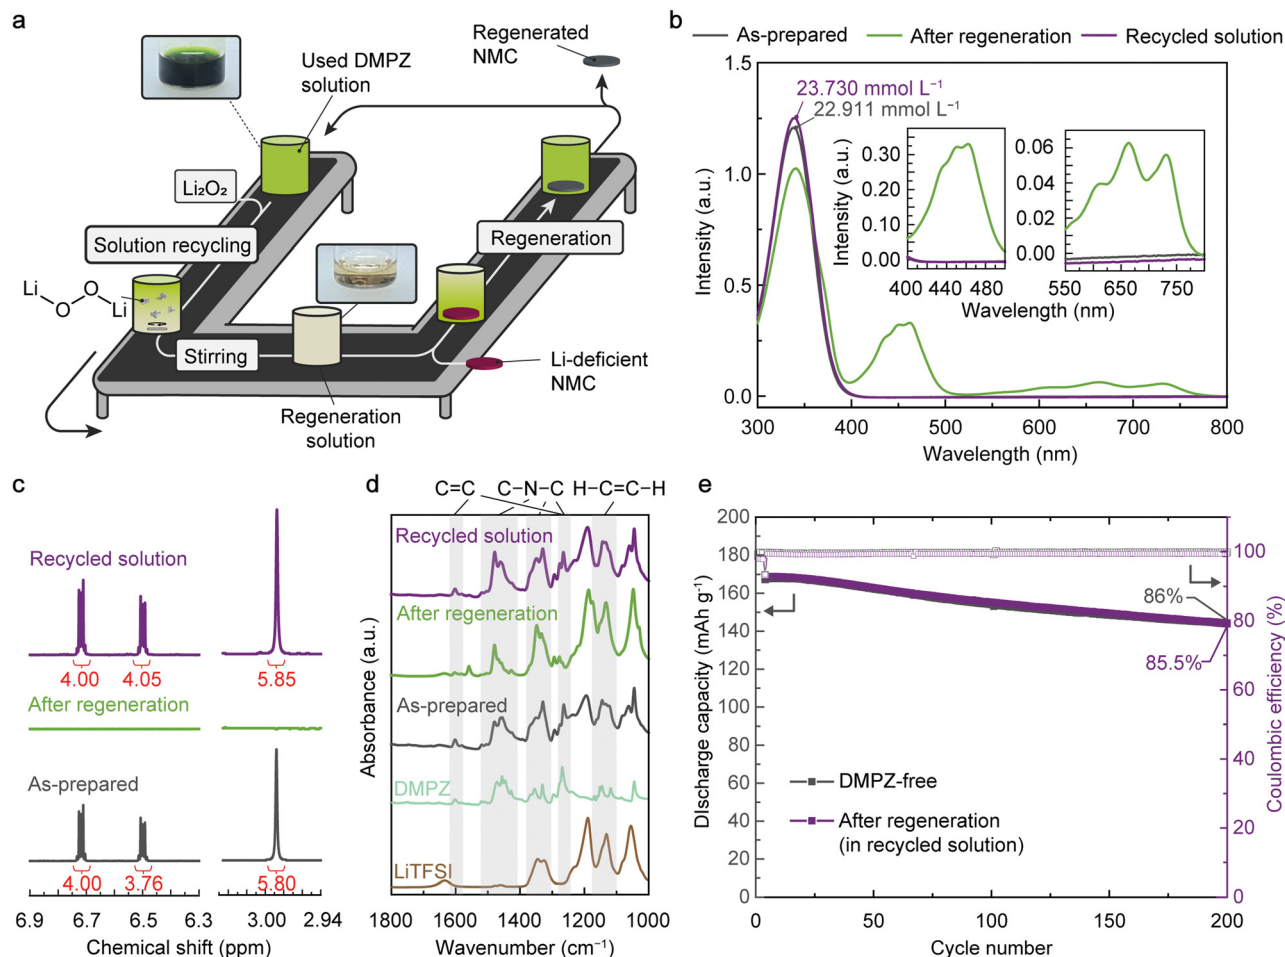 a
Regenerated
NMC
Used DMPZ
solution
Li₂O₂
Solution recycling
Regeneration
Li
O
O
Li
Stirring
Li-deficient
NMC
Regeneration
solution
b
As-prepared
After regeneration
Recycled solution
23.730 mmol L⁻¹
22.911 mmol L⁻¹
Intensity (a.u.)
1.5
1.2
0.9
0.5
0.2
0.0
300 400 500 600 700 800
Wavelength (nm)
Intensity (a.u.)
0.30
0.20
0.10
0.00
400 440 480
0.06
0.04
0.02
0.00
550 650 750
Wavelength (nm)
c
Recycled solution
4.00 4.05 5.85
After regeneration
As-prepared
4.00 3.76 5.80
6.9 6.7 6.5 6.3 3.00 2.94
Chemical shift (ppm)
d
C=C C–N–C H–C=C–H
Recycled solution
After regeneration
As-prepared
DMPZ
LiTFSI
Absorbance (a.u.)
1800 1600 1400 1200 1000
Wavenumber (cm⁻¹)
e
DIscharge capacity (mAh g⁻¹)
200
180
160
140
120
100
80
60
40
20
0
86%
85.5%
DMPZ-free
After regeneration
(in recycled solution)
100
80
60
40
20
0
Coulombic efficiency (%)
0 50 100 150 200
Cycle number